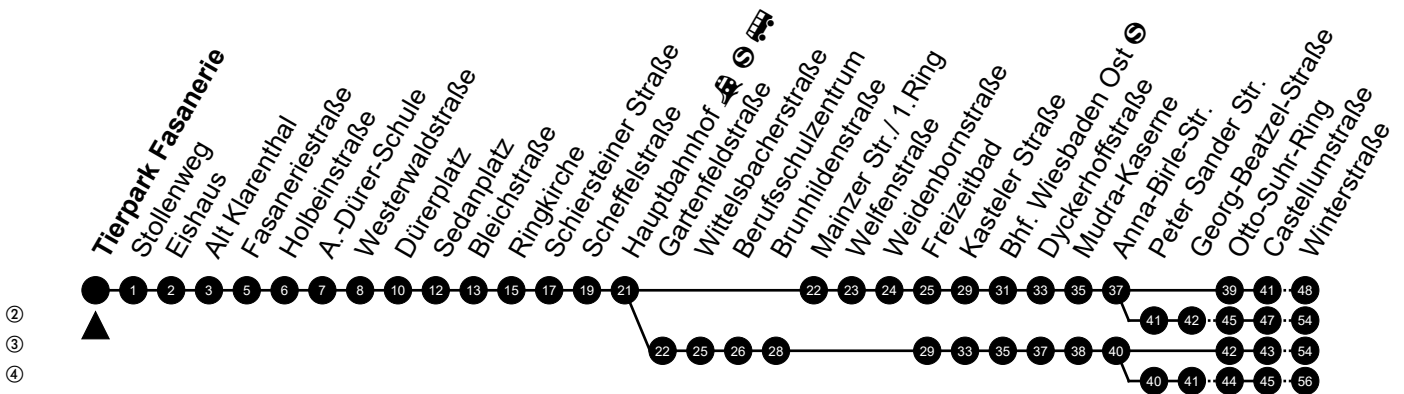 Tierpark Fasanerie
Stollenweg
Eishaus
Alt Klarenthal
Fasaneriestraße
Holbeinstraße
A.-Dürer-Schule
Westerwaldstraße
Dürerplatz
Sedanplatz
Bleichstraße
Ringkirche
Schiersteiner Straße
Scheffelstraße
Hauptbahnhof S
Gartenfeldstraße
Wittelsbacherstraße
Berufsschulzentrum
Brunhildenstraße
Mainzer Str./ 1.Ring
Welfenstraße
Weidenbornstraße
Freizeitbad
Kasteler Straße
Bhf. Wiesbaden Ost S
Dyckerhoffstraße
Mudra-Kaserne
Anna-Birle-Str.
Peter Sander Str.
Georg-Beatzel-Straße
Otto-Suhr-Ring
Castellumstraße
Winterstraße
1 2 3 5 6 7 8 10 12 13 15 17 19 21 22 23 24 25 29 31 33 35 37 39 41 48
② 41 42 45 47 54
③ 22 25 26 28 29 33 35 37 38 40 42 43 54
④ 40 41 44 45 56